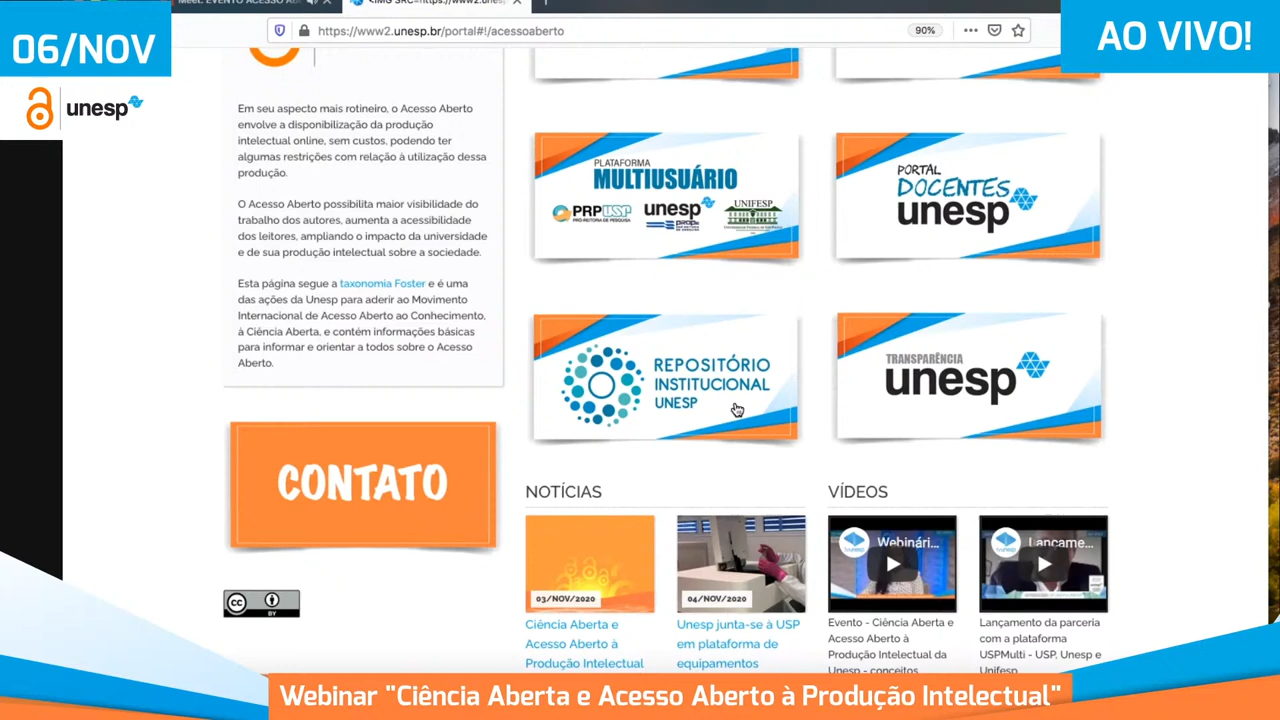 06/NOV
unesp
https://www2.unesp.br/portal#!/acessoaberto
90%
AO VIVO!
Em seu aspecto mais rotineiro, o Acesso Aberto
envolve a disponibilização da produção
intelectual online, sem custos, podendo ter
algumas restrições com relação à utilização dessa
produção.
O Acesso Aberto possibilita maior visibilidade do
trabalho dos autores, aumenta a acessibilidade
dos leitores, ampliando o impacto da universidade
e de sua produção intelectual sobre a sociedade.
Esta página segue a taxonomia Foster e é uma
das ações da Unesp para aderir ao Movimento
Internacional de Acesso Aberto ao Conhecimento,
à Ciência Aberta, e contém informações básicas
para informar e orientar a todos sobre o Acesso
Aberto.
CONTATO
CC
BY
PLATAFORMA
MULTIUSUÁRIO
PRPUSP
unesp
UNIFESP
PORTAL
DOCENTES
unesp
REPOSITÓRIO
INSTITUCIONAL
UNESP
TRANSPARÊNCIA
unesp
NOTÍCIAS
03/NOV/2020
Ciência Aberta e
Acesso Aberto à
Produção Intelectual
04/NOV/2020
Unesp junta-se à USP
em plataforma de
equipamentos
VÍDEOS
Webinári...
Evento - Ciência Aberta e
Acesso Aberto à
Produção Intelectual da
Unesp - conceitos
Lançame...
Lançamento da parceria
com a plataforma
USPMulti - USP, Unesp e
Unifesp
Webinar "Ciência Aberta e Acesso Aberto à Produção Intelectual"